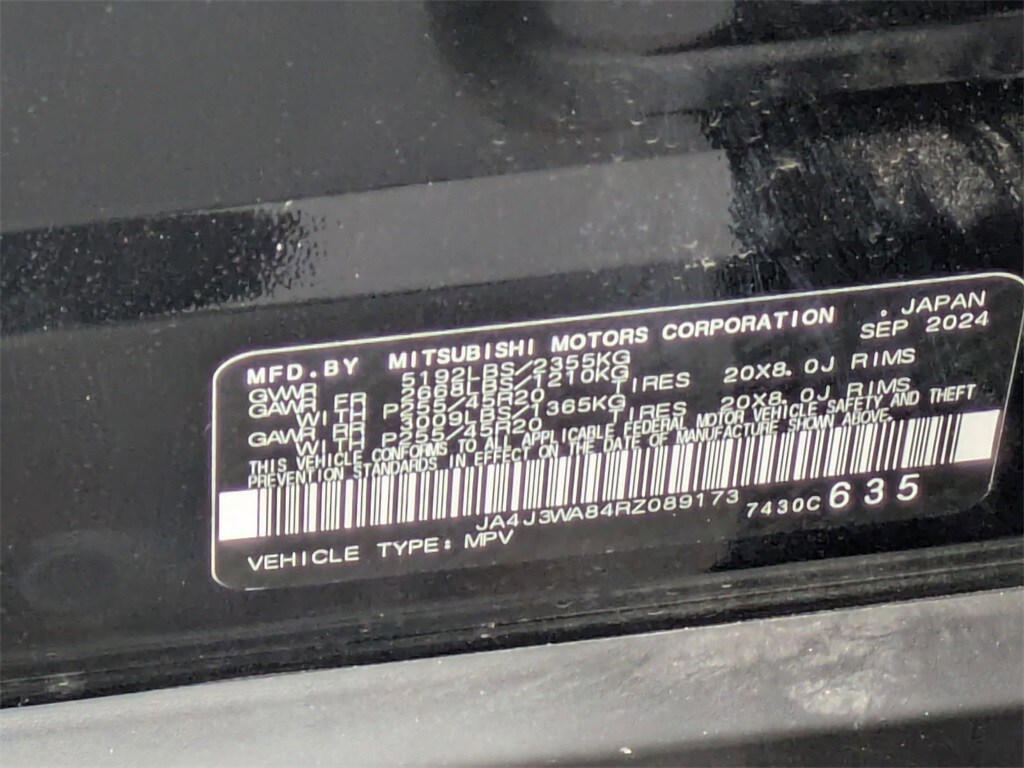 MFD.BY MITSUBISHI MOTORS CORPORATION . JAPAN
GVWR 5192LBS/2355KG SEP 2024
GAWR FR 2668LBS/1210KG
WITH P255/45R20 TIRES 20X8.0J RIMS
GAWR RR 3009LBS/1365KG
WITH P255/45R20 TIRES 20X8.0J RIMS
THIS VEHICLE CONFORMS TO ALL APPLICABLE FEDERAL MOTOR VEHICLE SAFETY AND THEFT
PREVENTION STANDARDS IN EFFECT ON THE DATE OF MANUFACTURE SHOWN ABOVE.
JA4J3WA84RZ089173 7430C 635
VEHICLE TYPE: MPV